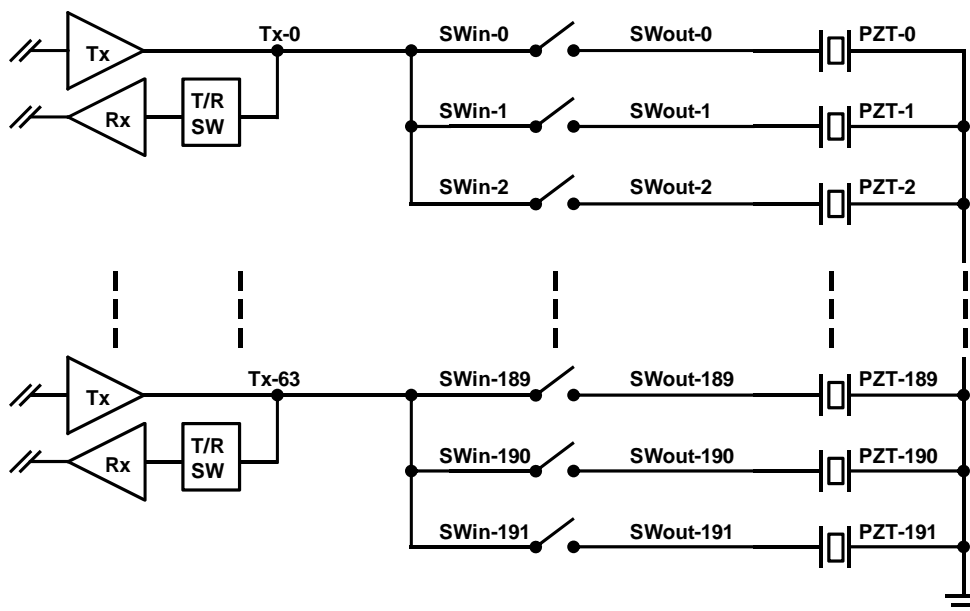 Tx-0 SWin-0 SWout-0 PZT-0
Tx
T/R
SW
Rx
SWin-1 SWout-1 PZT-1
SWin-2 SWout-2 PZT-2
Tx-63 SWin-189 SWout-189 PZT-189
Tx
T/R
SW
Rx
SWin-190 SWout-190 PZT-190
SWin-191 SWout-191 PZT-191